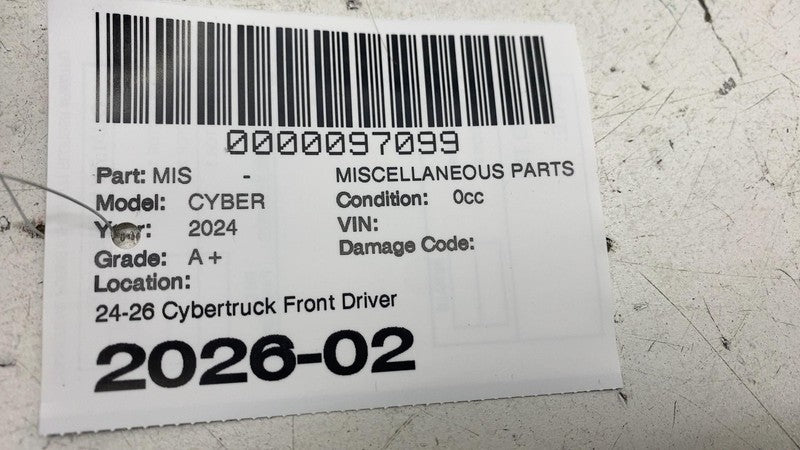 0000097099
Part: MIS - MISCELLANEOUS PARTS
Model: CYBER Condition: 0cc
Year: 2024 VIN:
Grade: A+ Damage Code:
Location:
24-26 Cybertruck Front Driver
2026-02